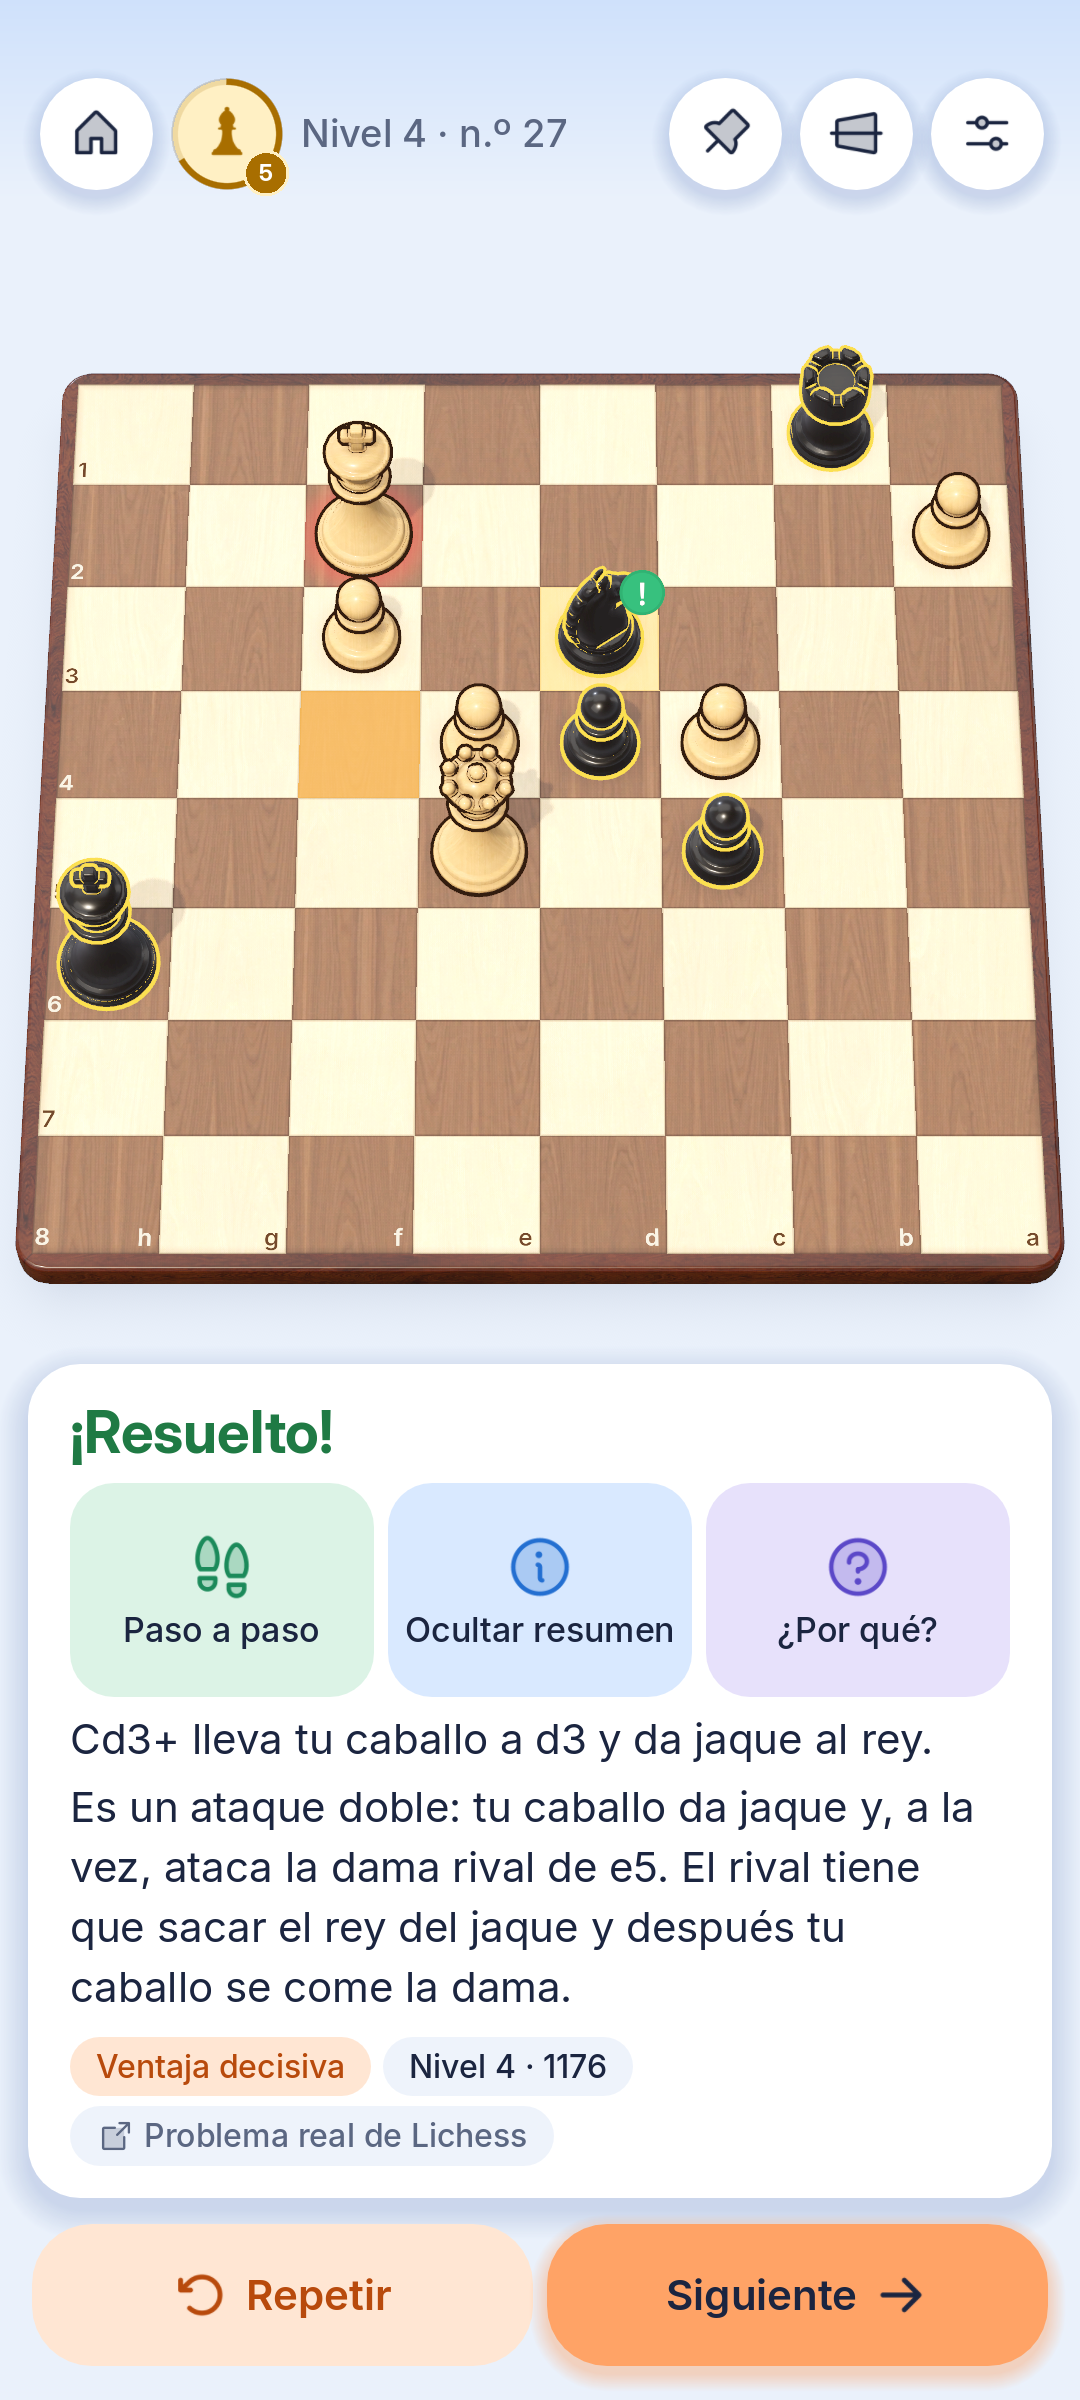 5
Nivel 4 · n.º 27
1
2
3
4
6
7
8 h g f e d c b a
!
¡Resuelto!
Paso a paso
Ocultar resumen
¿Por qué?
Cd3+ lleva tu caballo a d3 y da jaque al rey.
Es un ataque doble: tu caballo da jaque y, a la
vez, ataca la dama rival de e5. El rival tiene
que sacar el rey del jaque y después tu
caballo se come la dama.
Ventaja decisiva
Nivel 4 · 1176
Problema real de Lichess
Repetir
Siguiente